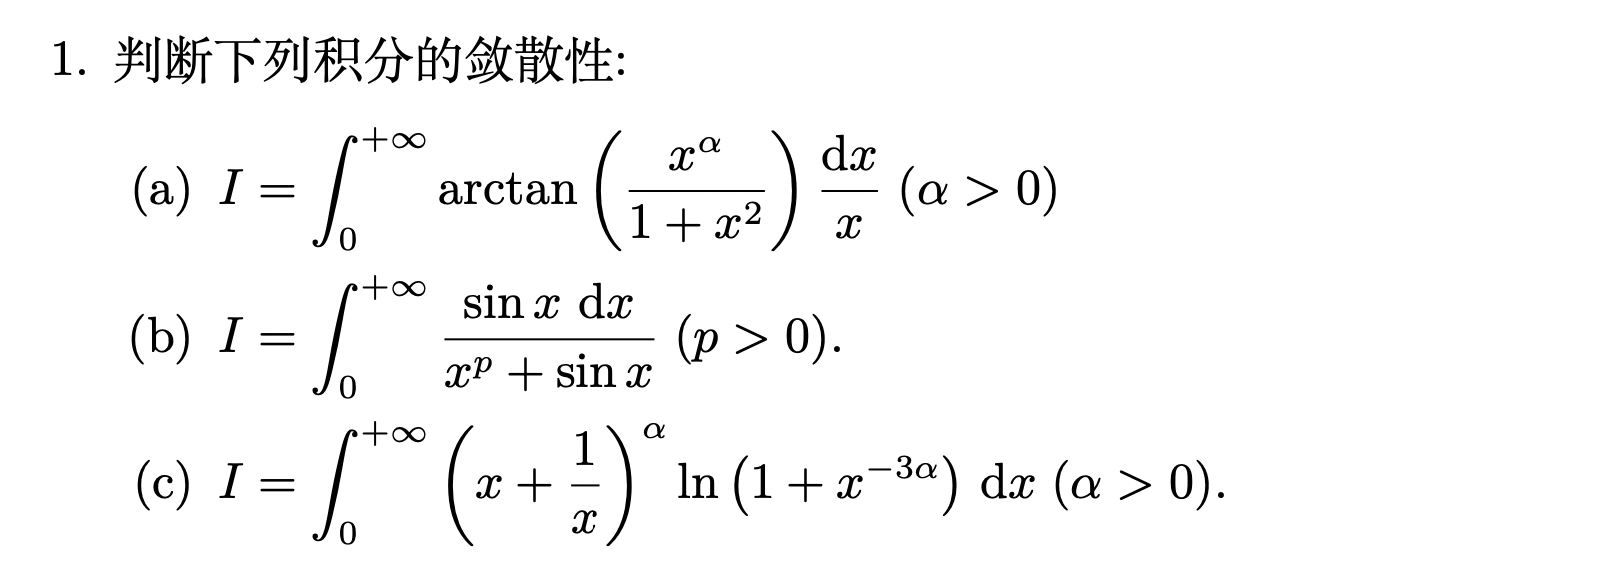 1. 判断下列积分的敛散性:
(a) $I = \int_0^{+\infty} \arctan\left(\frac{x^\alpha}{1+x^2}\right) \frac{\mathrm{d}x}{x}\ (\alpha > 0)$
(b) $I = \int_0^{+\infty} \frac{\sin x\ \mathrm{d}x}{x^p + \sin x}\ (p > 0).$
(c) $I = \int_0^{+\infty} \left(x + \frac{1}{x}\right)^\alpha \ln\left(1 + x^{-3\alpha}\right)\ \mathrm{d}x\ (\alpha > 0).$